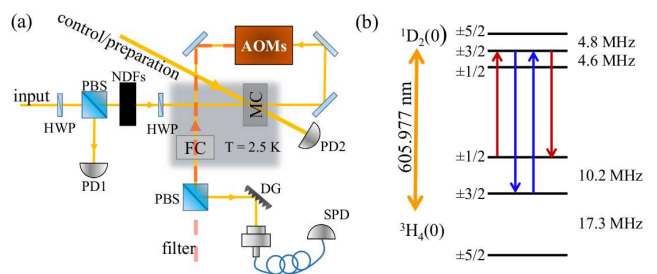 (a)
control/preparation
AOMs
input
PBS
NDFs
HWP
HWP
MC
PD1
FC
T = 2.5 K
PD2
PBS
DG
SPD
filter
(b)
¹D₂(0)
±5/2
±3/2
±1/2
4.8 MHz
4.6 MHz
605.977 nm
±1/2
10.2 MHz
±3/2
³H₄(0)
17.3 MHz
±5/2